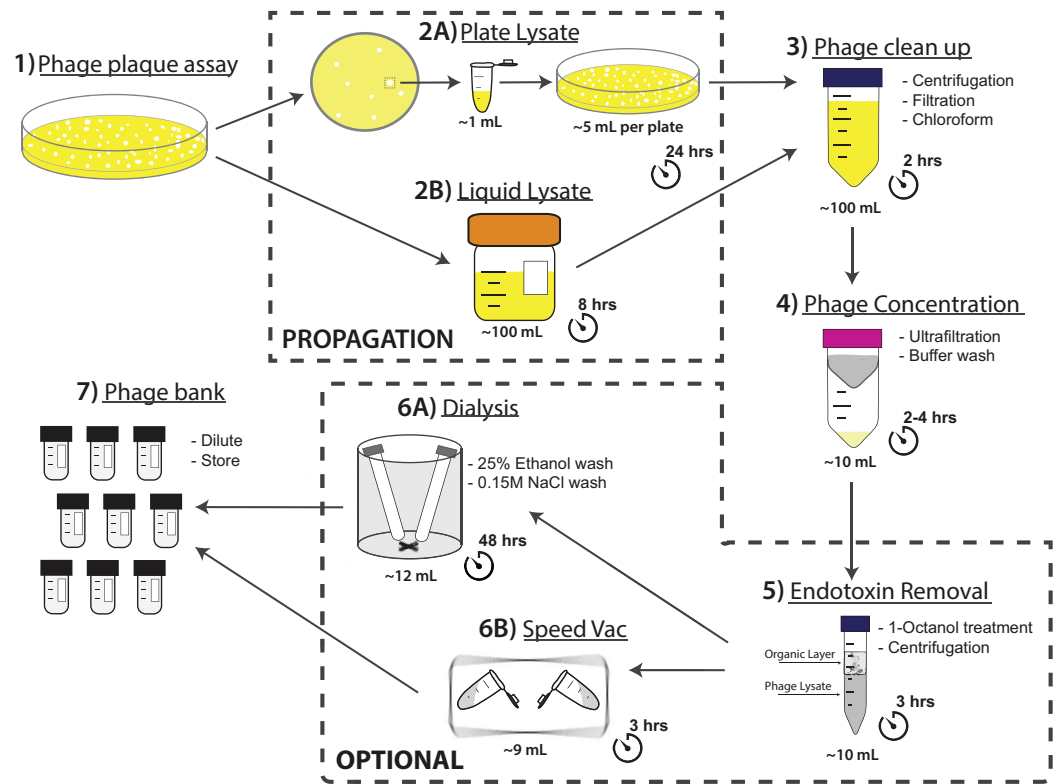 1) Phage plaque assay
2A) Plate Lysate
~1 mL
~5 mL per plate
24 hrs
2B) Liquid Lysate
~100 mL
8 hrs
PROPAGATION
3) Phage clean up
- Centrifugation
- Filtration
- Chloroform
2 hrs
~100 mL
4) Phage Concentration
- Ultrafiltration
- Buffer wash
2-4 hrs
~10 mL
5) Endotoxin Removal
- 1-Octanol treatment
- Centrifugation
Organic Layer
Phage Lysate
3 hrs
~10 mL
6A) Dialysis
- 25% Ethanol wash
- 0.15M NaCl wash
48 hrs
~12 mL
6B) Speed Vac
3 hrs
~9 mL
OPTIONAL
7) Phage bank
- Dilute
- Store